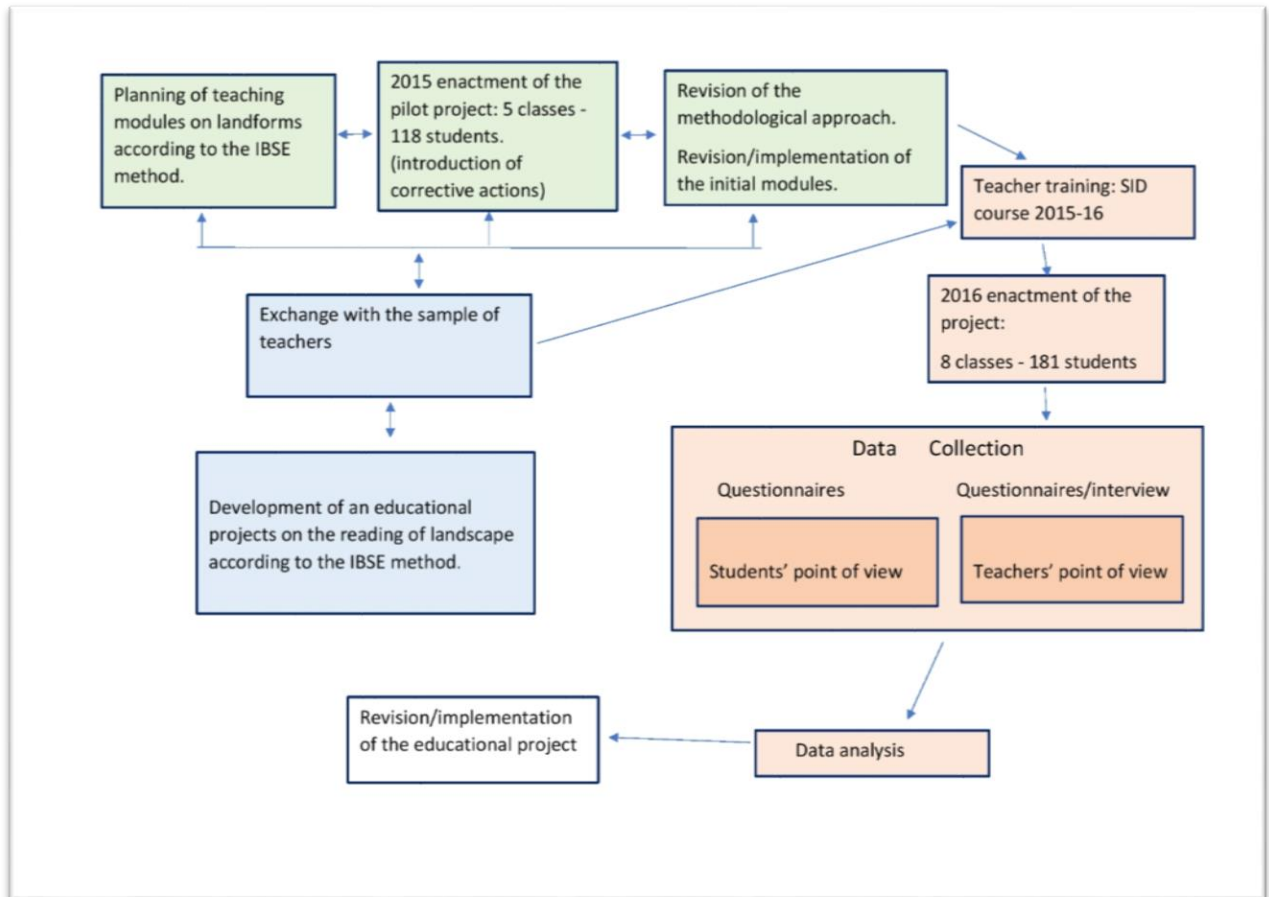 Planning of teaching
modules on landforms
according to the IBSE
method.
2015 enactment of the
pilot project: 5 classes -
118 students.
(introduction of
corrective actions)
Revision of the
methodological approach.
Revision/implementation of
the initial modules.
Teacher training: SID
course 2015-16
Exchange with the sample of
teachers
2016 enactment of the
project:
8 classes - 181 students
Development of an educational
projects on the reading of landscape
according to the IBSE method.
Data Collection
Questionnaires
Questionnaires/interview
Students’ point of view
Teachers’ point of view
Revision/implementation
of the educational project
Data analysis